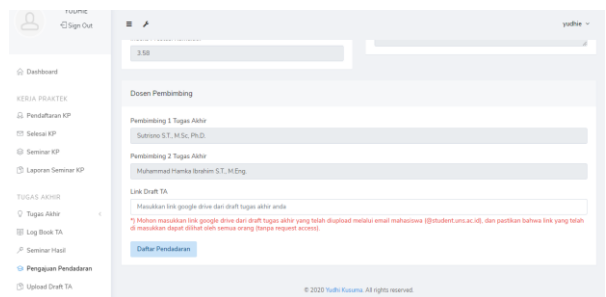 YUDHIE
Sign Out
yudhie
3.50
Dashboard
KERJA PRAKTEK
Pendaftaran KP
Selesai KP
Seminar KP
Laporan Seminar KP
TUGAS AKHIR
Tugas Akhir
Log Book TA
Seminar Hasil
Pengajuan Pendadaran
Upload Draft TA
Dosen Pembimbing
Pembimbing 1 Tugas Akhir
Sutrisno S.T., M.Sc, Ph.D.
Pembimbing 2 Tugas Akhir
Muhammad Hamka Ibrahim S.T., M.Eng.
Link Draft TA
Masukkan link google drive dari draft tugas akhir anda.
*) Mohon masukkan link google drive dari draft tugas akhir yang telah diupload melalui email mahasiswa (@student.uns.ac.id), dan pastikan bahwa link yang telah
di masukkan dapat dilihat oleh semua orang (tanpa request access).
Daftar Pendadaran
© 2020 Yudhi Kusuma. All rights reserved.